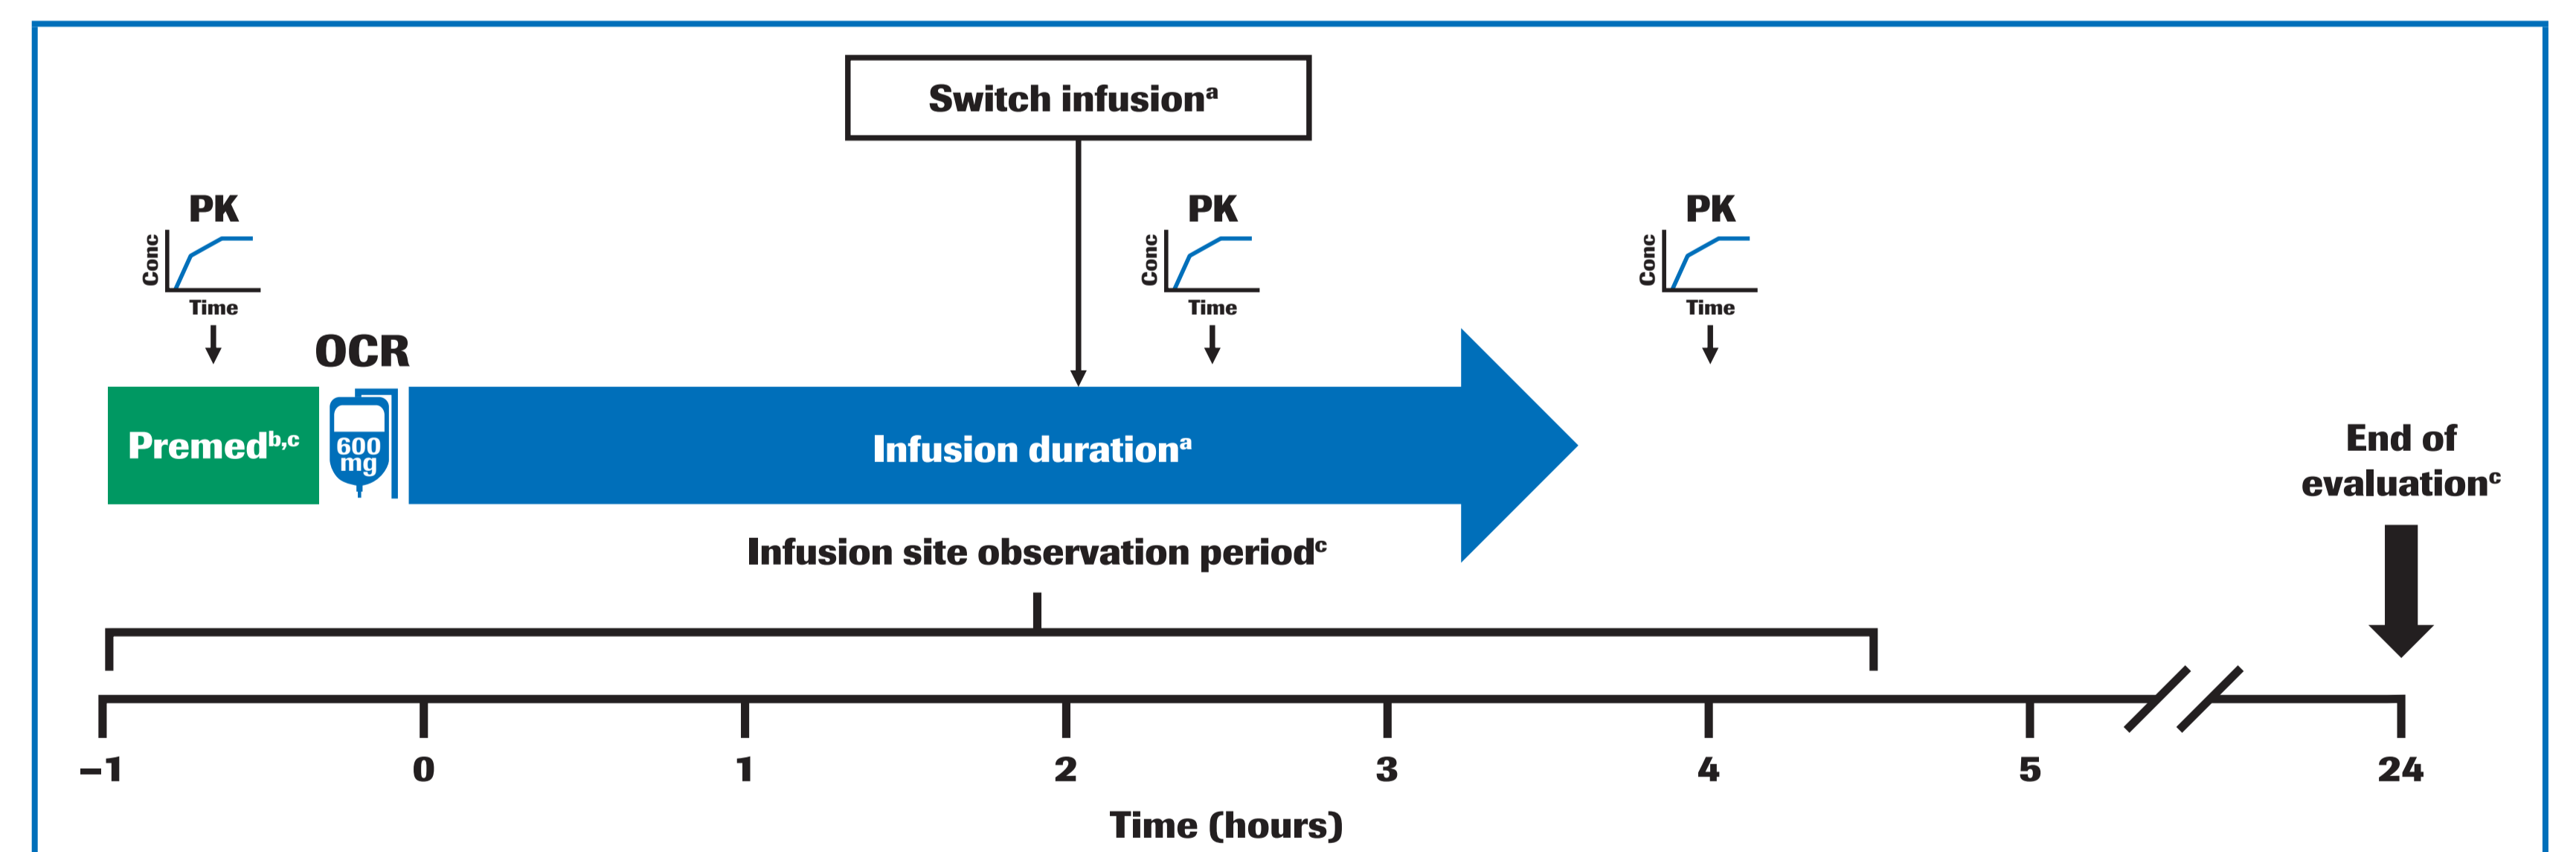 Switch infusionᵃ
PK
Conc
Time
PK
Conc
Time
PK
Conc
Time
OCR
Premedᵇ,ᶜ
600
mg
Infusion durationᵃ
End of
evaluationᶜ
Infusion site observation periodᶜ
–1 0 1 2 3 4 5 24
Time (hours)